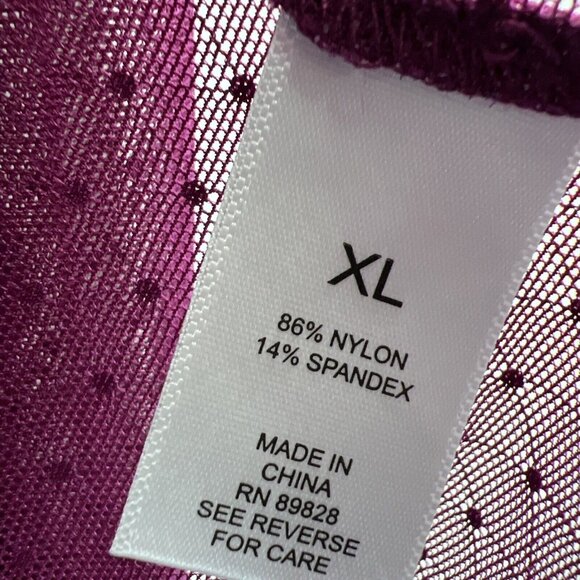 XL
86% NYLON
14% SPANDEX
MADE IN
CHINA
RN 89828
SEE REVERSE
FOR CARE